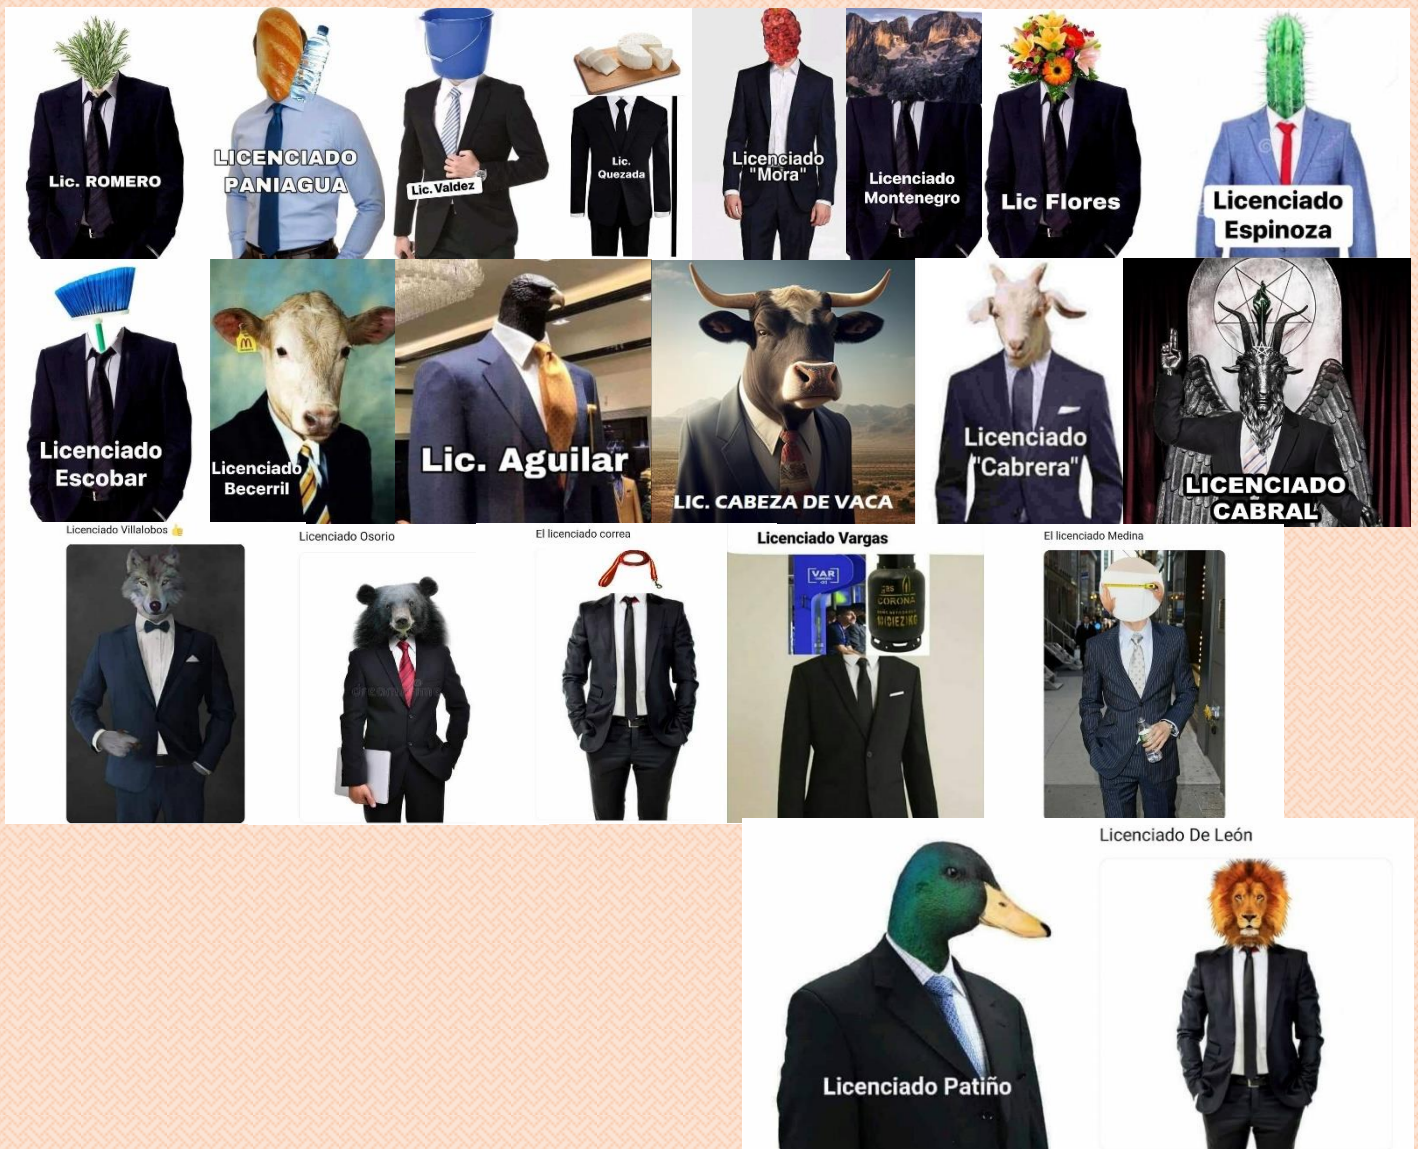 Lic. ROMERO
LICENCIADO
PANIAGUA
Lic. Valdez
Lic.
Quezada
Licenciado
"Mora"
Licenciado
Montenegro
Lic Flores
Licenciado
Espinoza
Licenciado
Escobar
Licenciado
Becerril
Lic. Aguilar
LIC. CABEZA DE VACA
Licenciado
"Cabrera"
LICENCIADO
CABRAL
Licenciado Villalobos 👍
Licenciado Osorio
El licenciado correa
Licenciado Vargas
VAR
CORONA
El licenciado Medina
Licenciado Patiño
Licenciado De León